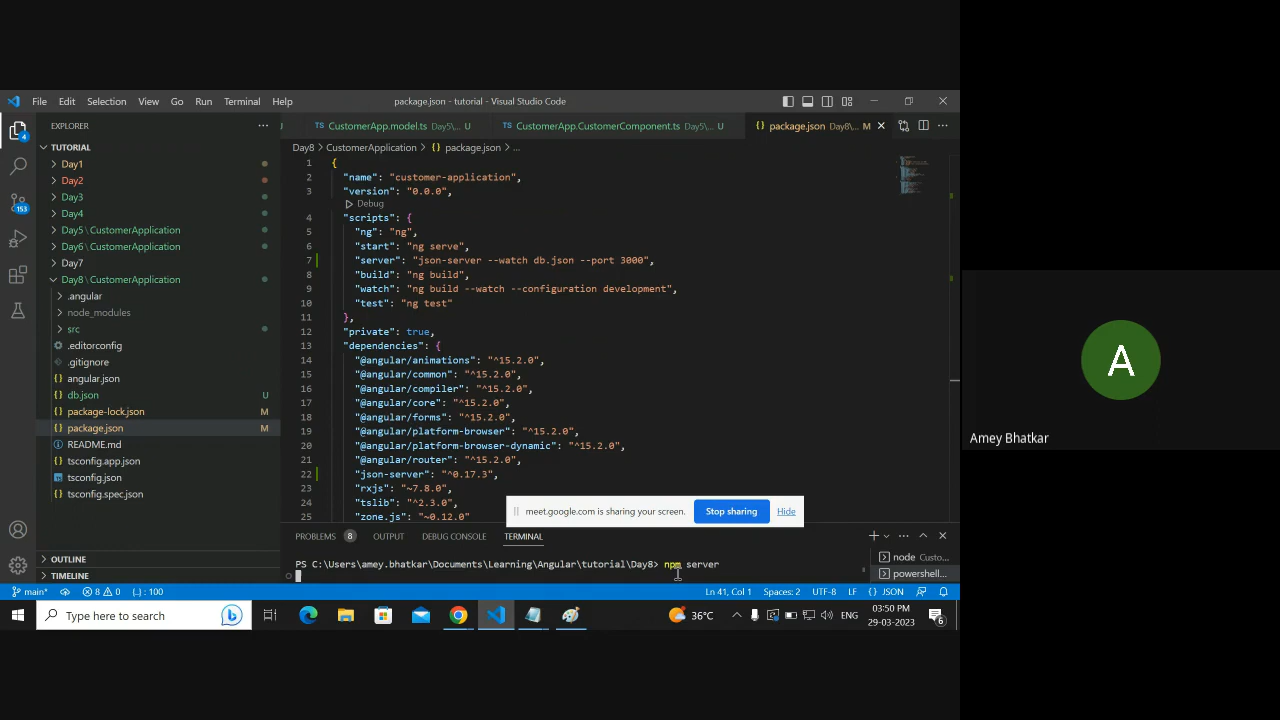 File Edit Selection View Go Run Terminal Help package.json - tutorial - Visual Studio Code
EXPLORER
CustomerApp.model.ts Day5\... U CustomerApp.CustomerComponent.ts Day5\... U package.json Day8\... M
TUTORIAL
Day8 > CustomerApplication > package.json > ...
Day1
Day2
Day3
Day4
Day5 \ CustomerApplication
Day6 \ CustomerApplication
Day7
Day8 \ CustomerApplication
.angular
node_modules
src
.editorconfig
.gitignore
angular.json
db.json U
package-lock.json M
package.json M
README.md
tsconfig.app.json
tsconfig.json
tsconfig.spec.json
OUTLINE
TIMELINE
4
153
1 {
2 "name": "customer-application",
3 "version": "0.0.0",
Debug
4 "scripts": {
5 "ng": "ng",
6 "start": "ng serve",
7 "server": "json-server --watch db.json --port 3000",
8 "build": "ng build",
9 "watch": "ng build --watch --configuration development",
10 "test": "ng test"
11 },
12 "private": true,
13 "dependencies": {
14 "@angular/animations": "^15.2.0",
15 "@angular/common": "^15.2.0",
16 "@angular/compiler": "^15.2.0",
17 "@angular/core": "^15.2.0",
18 "@angular/forms": "^15.2.0",
19 "@angular/platform-browser": "^15.2.0",
20 "@angular/platform-browser-dynamic": "^15.2.0",
21 "@angular/router": "^15.2.0",
22 "json-server": "^0.17.3",
23 "rxjs": "~7.8.0",
24 "tslib": "^2.3.0",
25 "zone.js": "~0.12.0"
meet.google.com is sharing your screen. Stop sharing Hide
PROBLEMS 8 OUTPUT DEBUG CONSOLE TERMINAL
PS C:\Users\amey.bhatkar\Documents\Learning\Angular\tutorial\Day8> npm server
node Custo...
powershell...
main* 8 0 {..} : 100 Ln 41, Col 1 Spaces: 2 UTF-8 LF {} JSON
Type here to search 36°C ENG 03:50 PM
29-03-2023 6
A
Amey Bhatkar